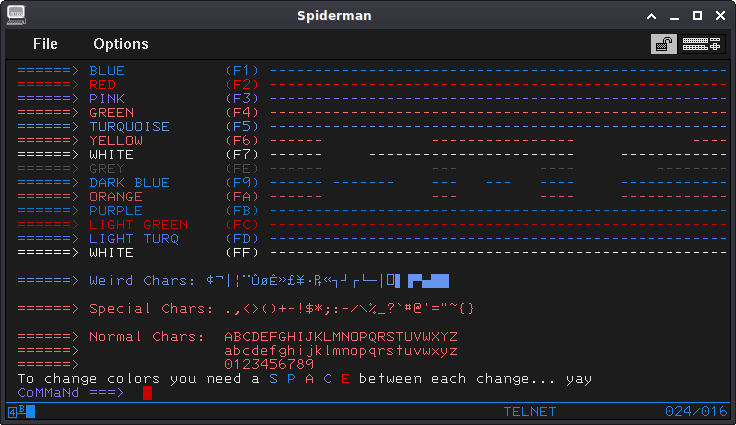 Spiderman
File Options
======> BLUE (F1) ---------------------------------------------------
======> RED (F2) ---------------------------------------------------
======> PINK (F3) ---------------------------------------------------
======> GREEN (F4) ---------------------------------------------------
======> TURQUOISE (F5) ---------------------------------------------------
======> YELLOW (F6) ------ ---------------- ----
======> WHITE (F7) ------ ---------------- ------------
======> GREY (FE) ------ --- ---- ------------
======> DARK BLUE (F9) ------ ------- --- --- ---- ------------
======> ORANGE (FA) ------ --- ---- ------------
======> PURPLE (FB) ---------------------------------------------------
======> LIGHT GREEN (FC) ---------------------------------------------------
======> LIGHT TURQ (FD) ---------------------------------------------------
======> WHITE (FF) ---------------------------------------------------
======> Weird Chars: ¢¬|¦¨ÛøÊ»£¥·₧«┐┘┌└─│
======> Special Chars: .,<>()+-!$*;:-/\%_?`#@'="~{}
======> Normal Chars: ABCDEFGHIJKLMNOPQRSTUVWXYZ
======> abcdefghijklmnopqrstuvwxyz
======> 0123456789
To change colors you need a S P A C E between each change... yay
CoMMaNd ===>
4B TELNET 024/016